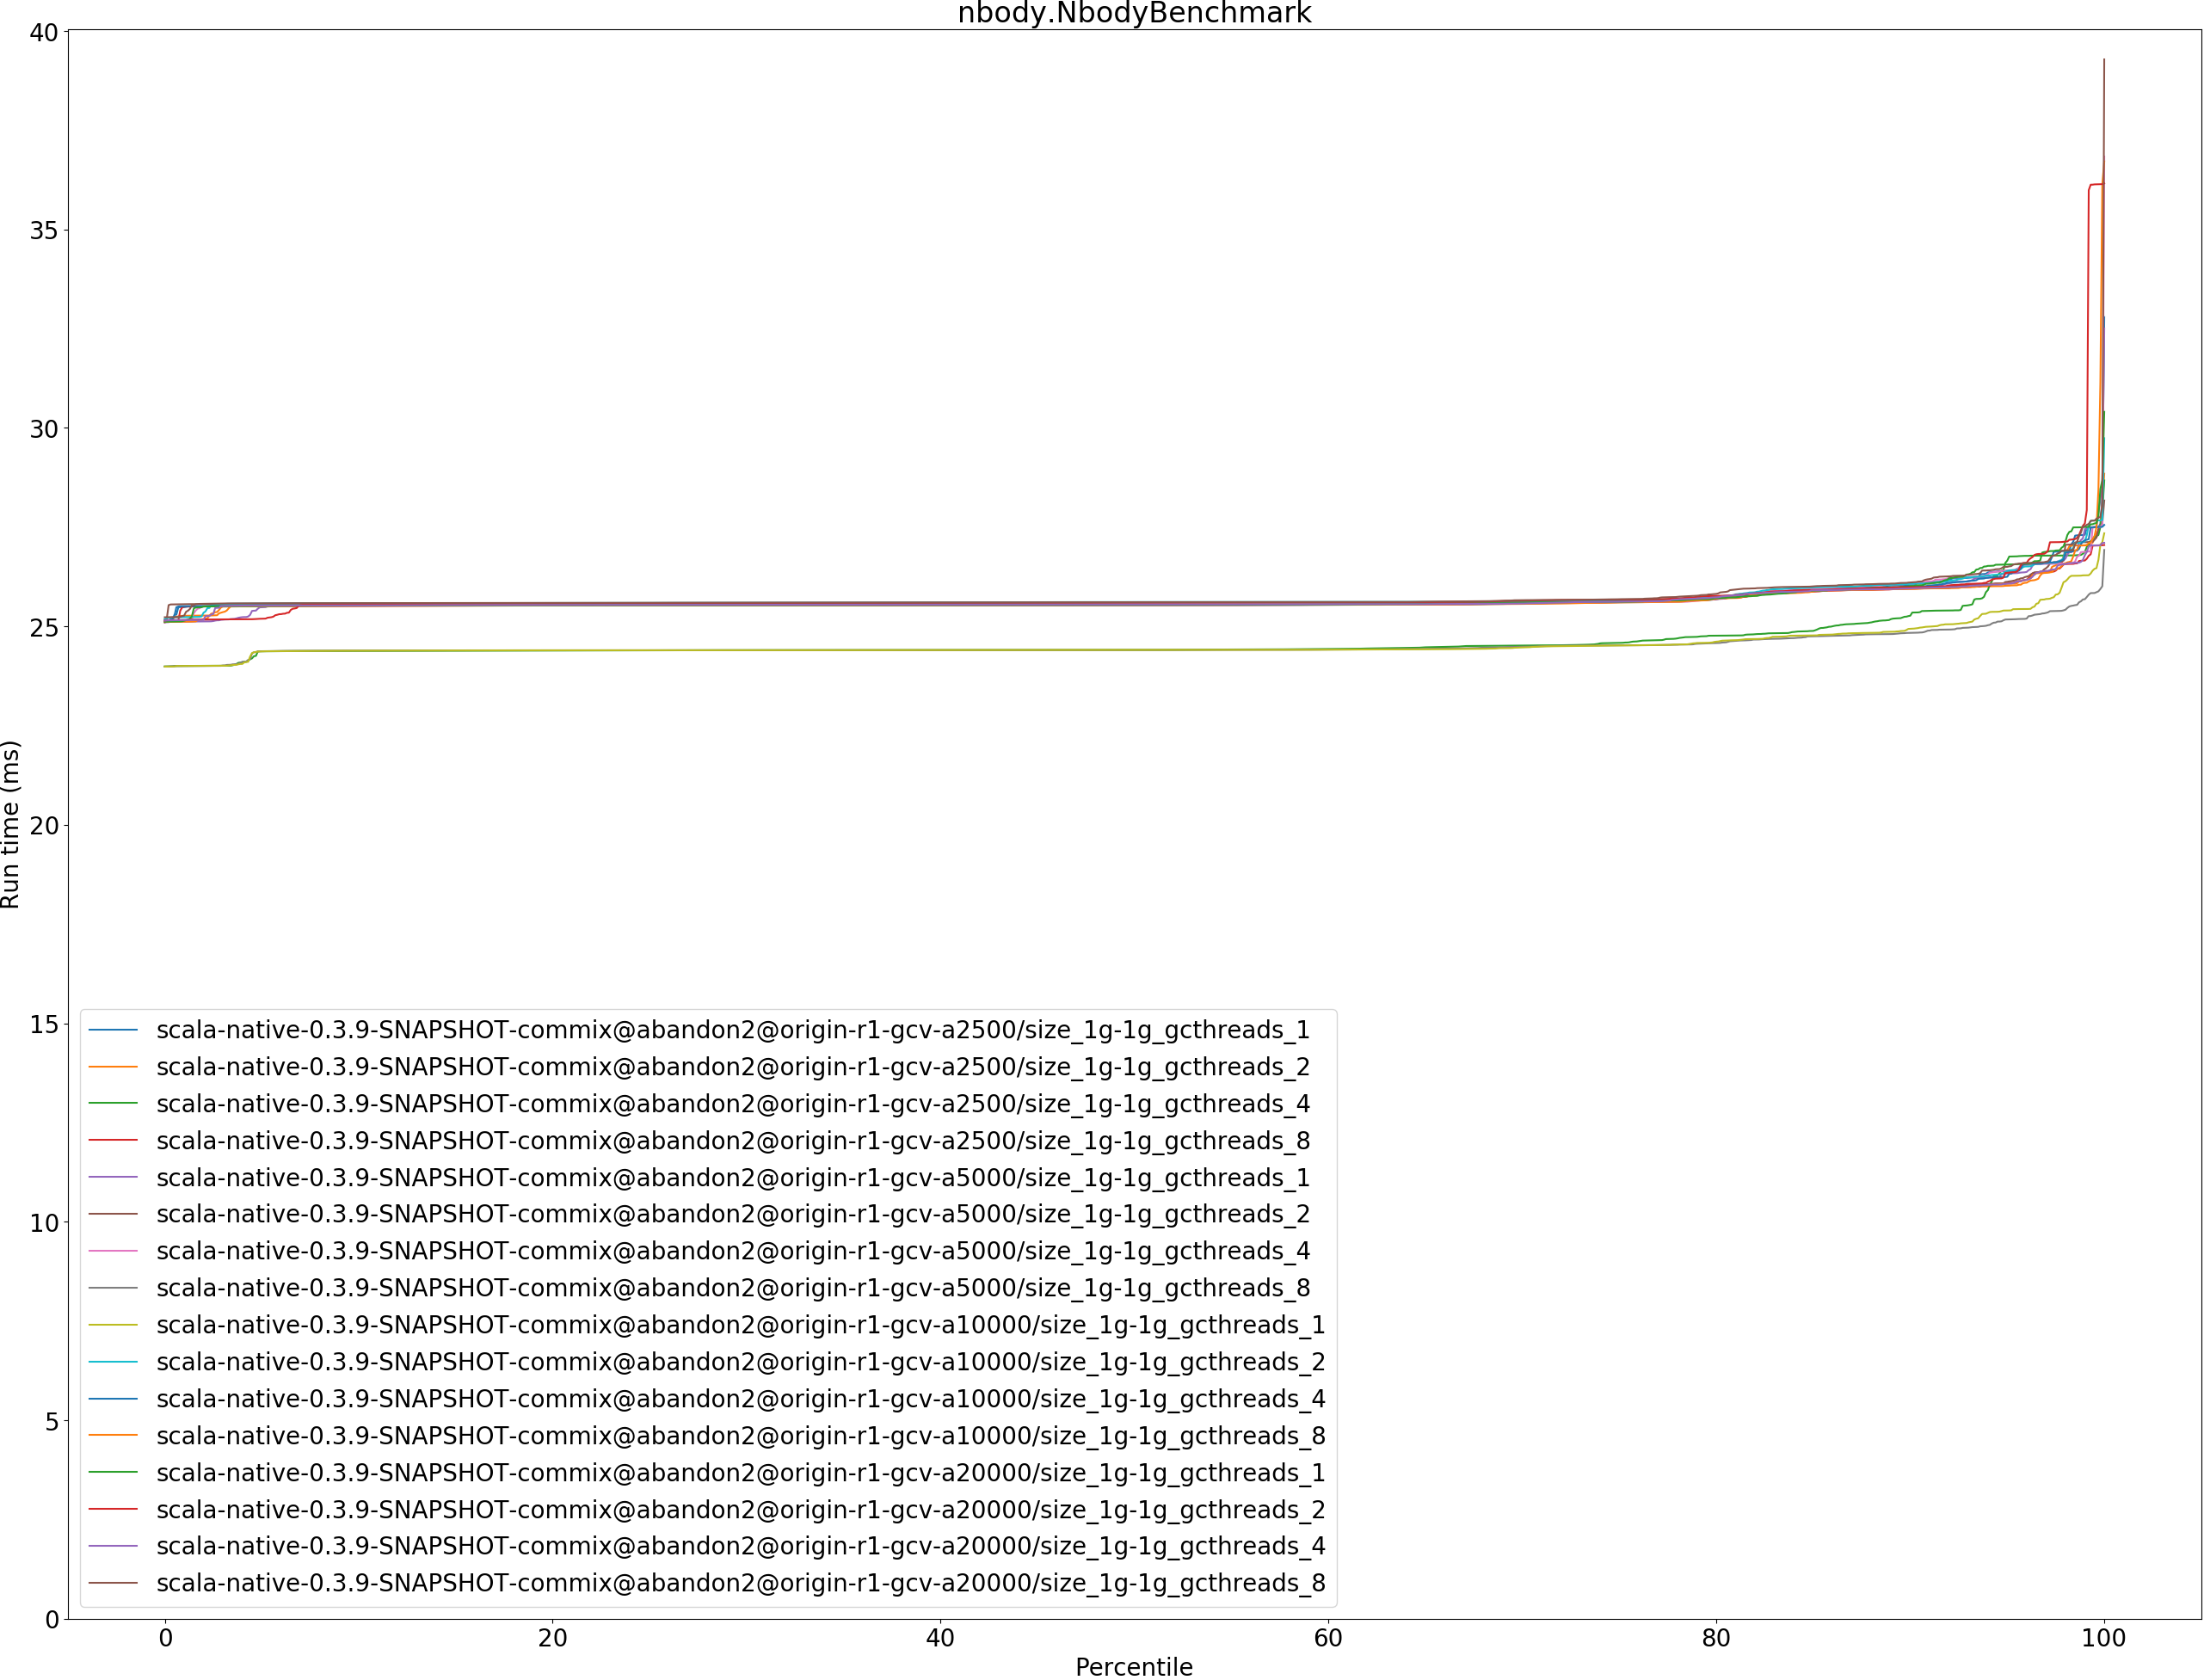 nbody.NbodyBenchmark
40
35
30
25
20
15
10
5
0
Run time (ms)
scala-native-0.3.9-SNAPSHOT-commix@abandon2@origin-r1-gcv-a2500/size_1g-1g_gcthreads_1
scala-native-0.3.9-SNAPSHOT-commix@abandon2@origin-r1-gcv-a2500/size_1g-1g_gcthreads_2
scala-native-0.3.9-SNAPSHOT-commix@abandon2@origin-r1-gcv-a2500/size_1g-1g_gcthreads_4
scala-native-0.3.9-SNAPSHOT-commix@abandon2@origin-r1-gcv-a2500/size_1g-1g_gcthreads_8
scala-native-0.3.9-SNAPSHOT-commix@abandon2@origin-r1-gcv-a5000/size_1g-1g_gcthreads_1
scala-native-0.3.9-SNAPSHOT-commix@abandon2@origin-r1-gcv-a5000/size_1g-1g_gcthreads_2
scala-native-0.3.9-SNAPSHOT-commix@abandon2@origin-r1-gcv-a5000/size_1g-1g_gcthreads_4
scala-native-0.3.9-SNAPSHOT-commix@abandon2@origin-r1-gcv-a5000/size_1g-1g_gcthreads_8
scala-native-0.3.9-SNAPSHOT-commix@abandon2@origin-r1-gcv-a10000/size_1g-1g_gcthreads_1
scala-native-0.3.9-SNAPSHOT-commix@abandon2@origin-r1-gcv-a10000/size_1g-1g_gcthreads_2
scala-native-0.3.9-SNAPSHOT-commix@abandon2@origin-r1-gcv-a10000/size_1g-1g_gcthreads_4
scala-native-0.3.9-SNAPSHOT-commix@abandon2@origin-r1-gcv-a10000/size_1g-1g_gcthreads_8
scala-native-0.3.9-SNAPSHOT-commix@abandon2@origin-r1-gcv-a20000/size_1g-1g_gcthreads_1
scala-native-0.3.9-SNAPSHOT-commix@abandon2@origin-r1-gcv-a20000/size_1g-1g_gcthreads_2
scala-native-0.3.9-SNAPSHOT-commix@abandon2@origin-r1-gcv-a20000/size_1g-1g_gcthreads_4
scala-native-0.3.9-SNAPSHOT-commix@abandon2@origin-r1-gcv-a20000/size_1g-1g_gcthreads_8
0 20 40 60 80 100
Percentile